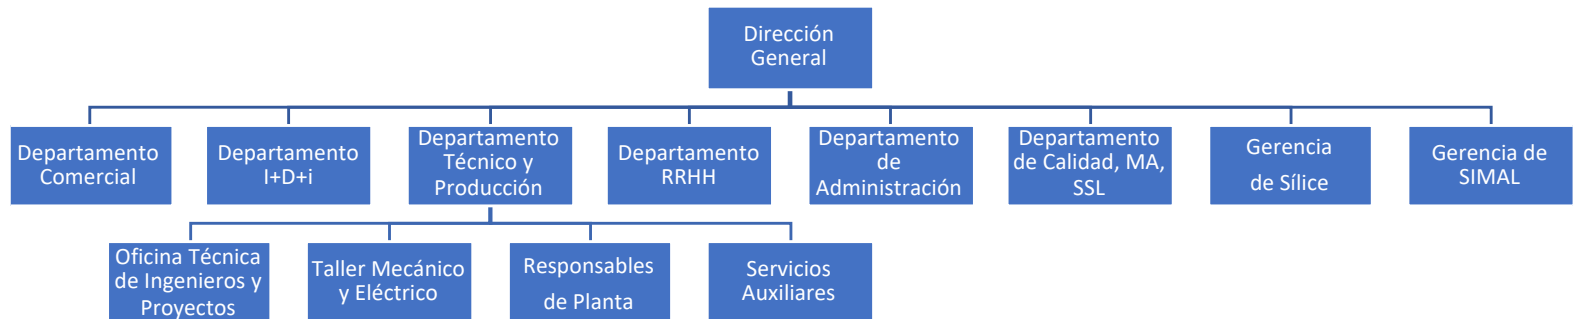 Dirección
General
Departamento
Comercial
Departamento
I+D+i
Departamento
Técnico y
Producción
Departamento
RRHH
Departamento
de
Administración
Departamento
de Calidad, MA,
SSL
Gerencia
de Sílice
Gerencia de
SIMAL
Oficina Técnica
de Ingenieros y
Proyectos
Taller Mecánico
y Eléctrico
Responsables
de Planta
Servicios
Auxiliares